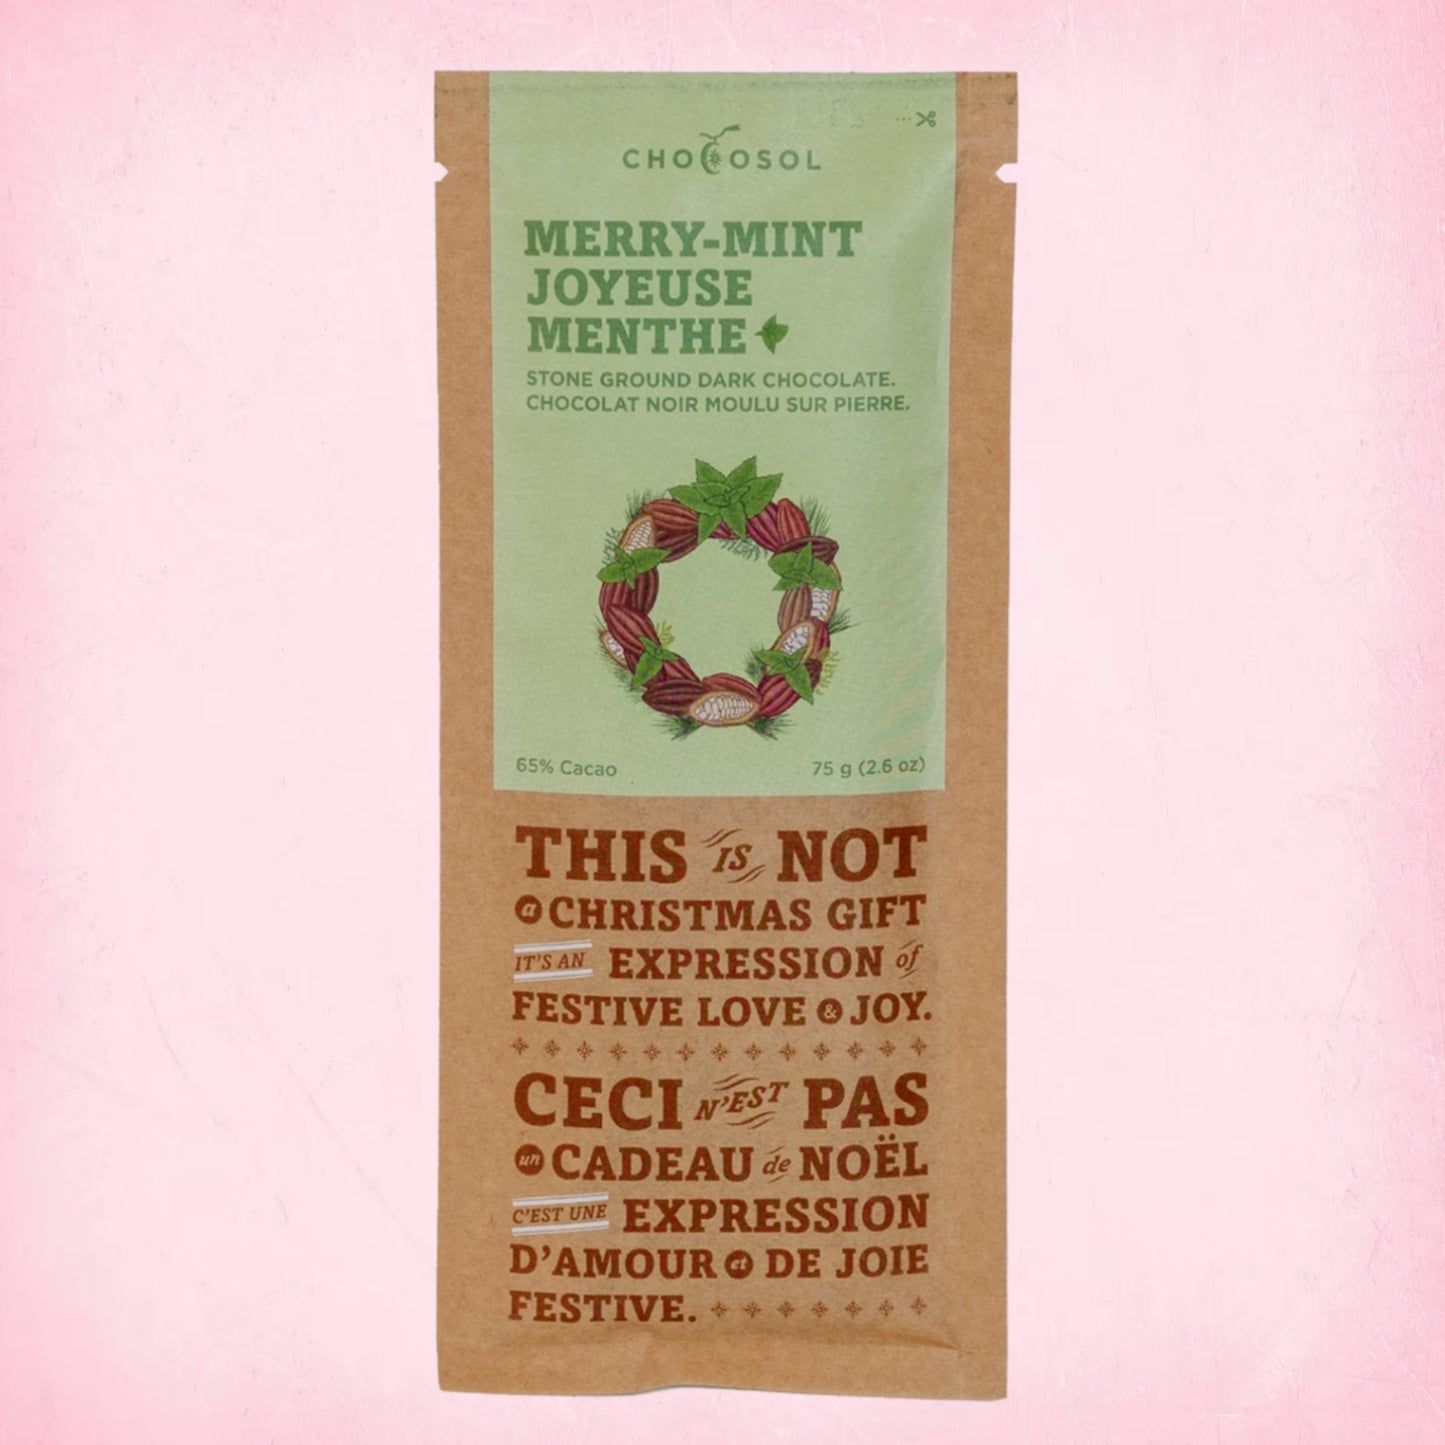 CHOCOSOL
MERRY-MINT
JOYEUSE
MENTHE
STONE GROUND DARK CHOCOLATE.
CHOCOLAT NOIR MOULU SUR PIERRE.
65% Cacao 75 g (2.6 oz)
THIS IS NOT
a CHRISTMAS GIFT
IT'S AN EXPRESSION of
FESTIVE LOVE & JOY.
CECI N'EST PAS
un CADEAU de NOËL
C'EST UNE EXPRESSION
D'AMOUR DE JOIE
FESTIVE.